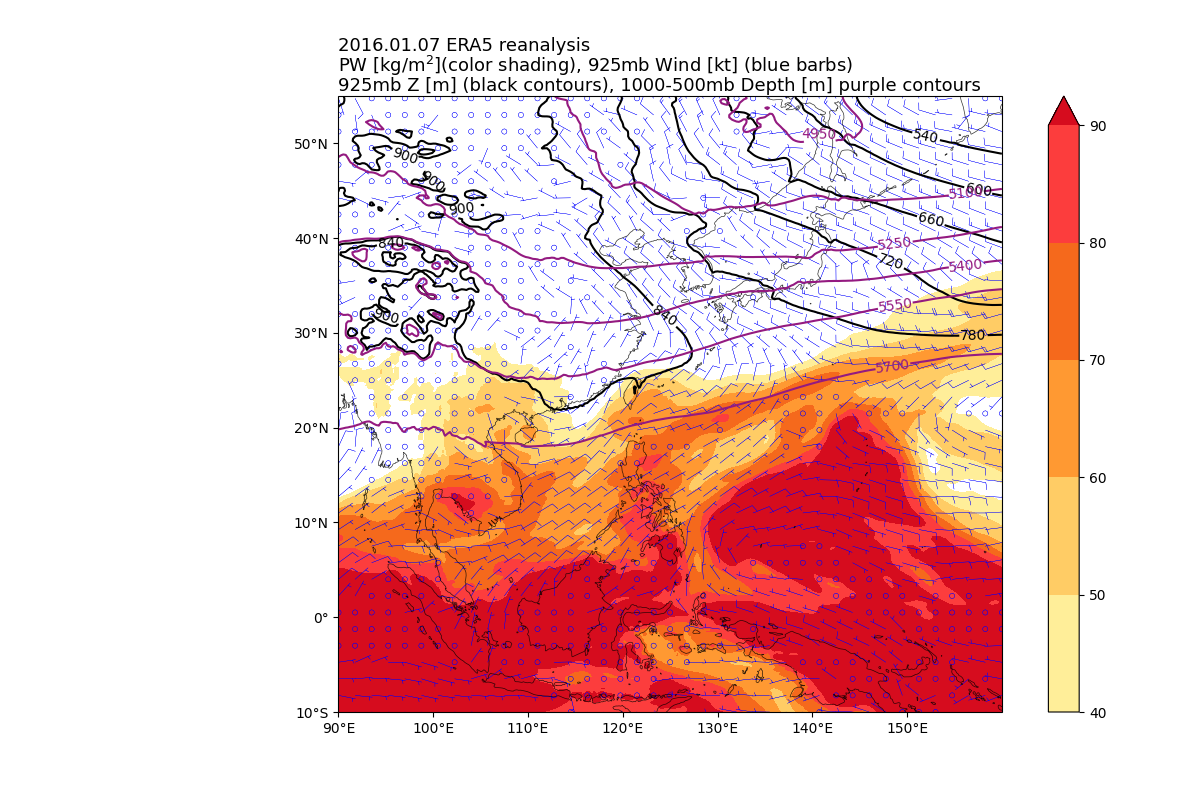 2016.01.07 ERA5 reanalysis
PW [kg/m²](color shading), 925mb Wind [kt] (blue barbs)
925mb Z [m] (black contours), 1000-500mb Depth [m] purple contours
50°N
40°N
30°N
20°N
10°N
0°
10°S
90°E
100°E
110°E
120°E
130°E
140°E
150°E
90
80
70
60
50
40
4950
540
900
900
600
5100
900
660
840
5250
720
5400
5550
900
840
780
5700